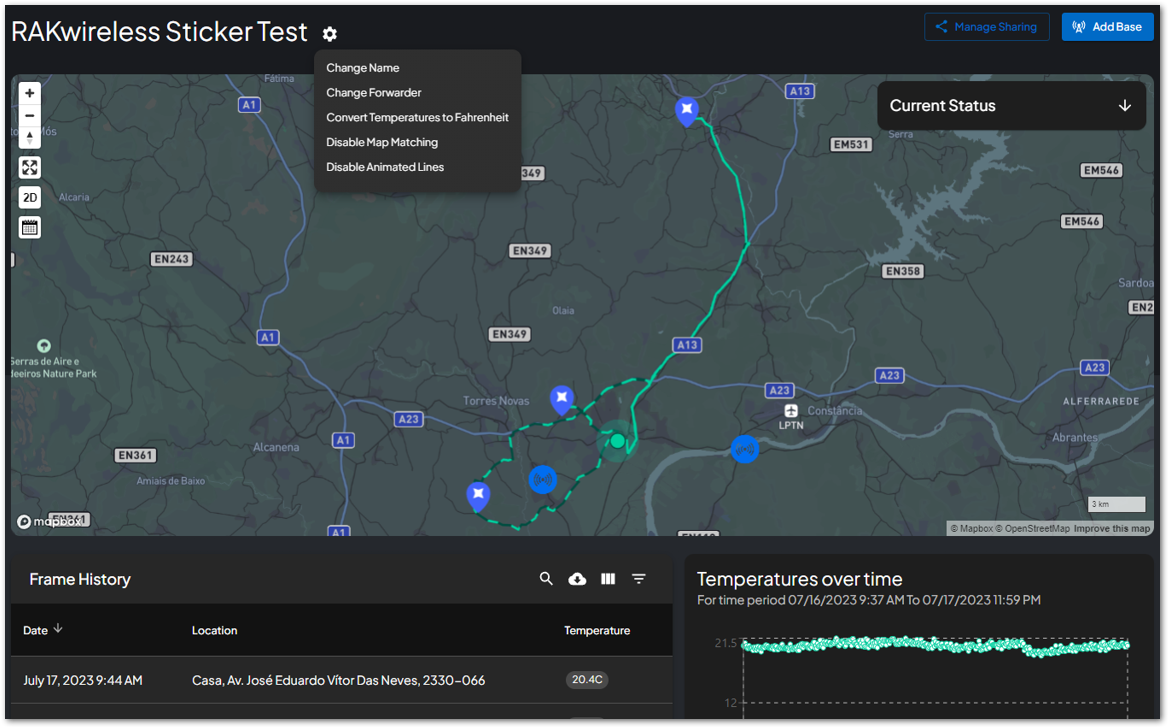 RAKwireless Sticker Test
Manage Sharing
Add Base
Change Name
Change Forwarder
Convert Temperatures to Fahrenheit
Disable Map Matching
Disable Animated Lines
Current Status
2D
Fátima
A1
A13
Serra
Mós
EM531
349
EM546
Alcaria
EM546
EN243
EN349
EN358
Sardoa
EN2
Olaia
EN349
A1
A13
Serras de Aire e
deeiros Nature Park
A23
A23
A23
Torres Novas
LPTN
Constância
ALFERRAREDE
A23
A1
Alcanena
Abrantes
EN361
Amiais de Baixo
3 km
mapbox
EN361
A1
© Mapbox © OpenStreetMap Improve this map
Frame History
Date
Location
Temperature
July 17, 2023 9:44 AM
Casa, Av. José Eduardo Vítor Das Neves, 2330-066
20.4C
Temperatures over time
For time period 07/16/2023 9:37 AM To 07/17/2023 11:59 PM
21.5
12